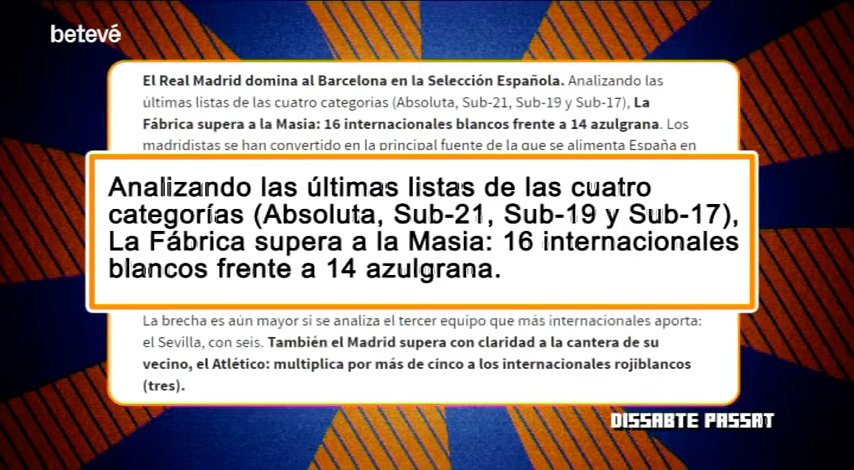 betevé
El Real Madrid domina al Barcelona en la Selección Española. Analizando las
últimas listas de las cuatro categorías (Absoluta, Sub-21, Sub-19 y Sub-17), La
Fábrica supera a la Masia: 16 internacionales blancos frente a 14 azulgrana. Los
madridistas se han convertido en la principal fuente de la que se alimenta España en
Analizando las últimas listas de las cuatro
categorías (Absoluta, Sub-21, Sub-19 y Sub-17),
La Fábrica supera a la Masia: 16 internacionales
blancos frente a 14 azulgrana.
La brecha es aún mayor si se analiza el tercer equipo que más internacionales aporta:
el Sevilla, con seis. También el Madrid supera con claridad a la cantera de su
vecino, el Atlético: multiplica por más de cinco a los internacionales rojiblancos
(tres).
DISSABTE PASSAT